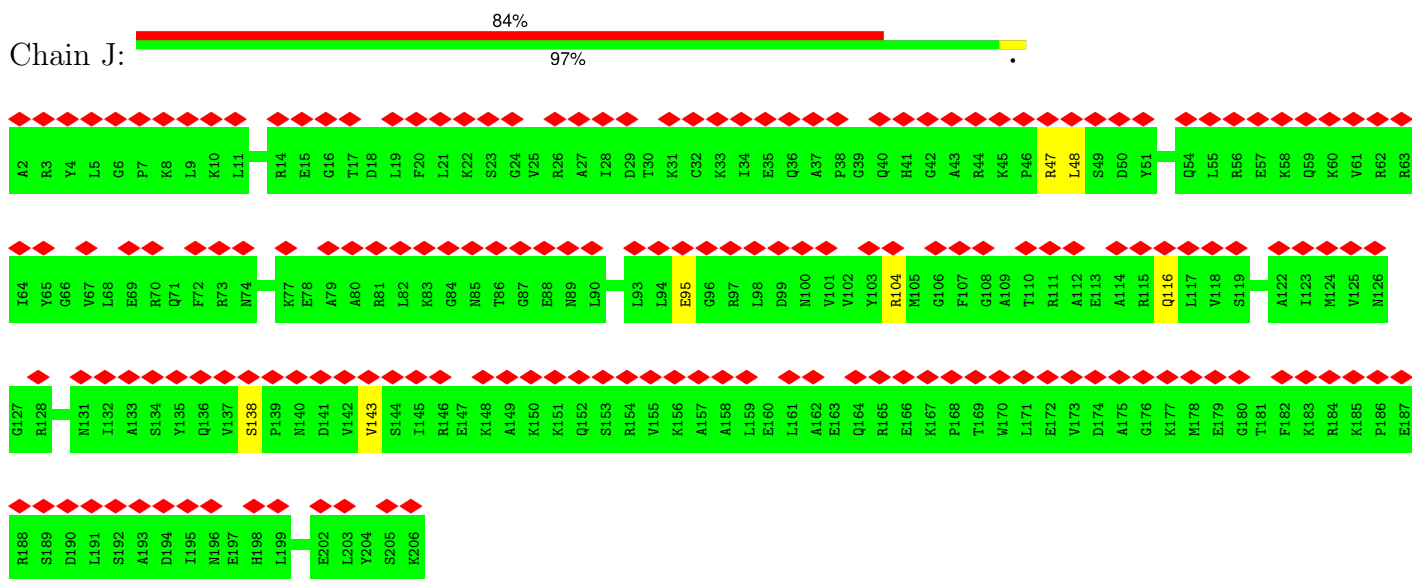 84%
Chain J:
97%
•
A2 R3 Y4 L5 G6 P7 K8 L9 K10 L11 R14 E15 G16 T17 D18 L19 F20 L21 K22 S23 G24 V25 R26 A27 I28 D29 T30 K31 C32 K33 I34 E35 Q36 A37 P38 G39 Q40 H41 G42 A43 R44 K45 P46 R47 L48 S49 D50 Y51 Q54 L55 R56 E57 K58 Q59 K60 V61 R62 R63
I64 Y65 G66 V67 L68 E69 R70 Q71 F72 R73 N74 K77 E78 A79 A80 R81 L82 K83 G84 N85 T86 G87 E88 N89 L90 L93 L94 E95 G96 R97 L98 D99 N100 V101 V102 Y103 R104 M105 G106 F107 G108 A109 T110 R111 A112 E113 A114 R115 Q116 L117 V118 S119 A122 I123 M124 V125 N126
G127 R128 N131 I132 A133 S134 Y135 Q136 V137 S138 P139 N140 D141 V142 V143 S144 I145 R146 E147 K148 A149 K150 K151 Q152 S153 R154 V155 K156 A157 A158 L159 E160 L161 A162 E163 Q164 R165 E166 K167 P168 T169 W170 L171 E172 V173 D174 A175 G176 K177 M178 E179 G180 T181 F182 K183 R184 K185 P186 E187
R188 S189 D190 L191 S192 A193 D194 I195 N196 E197 H198 L199 E202 L203 Y204 S205 K206